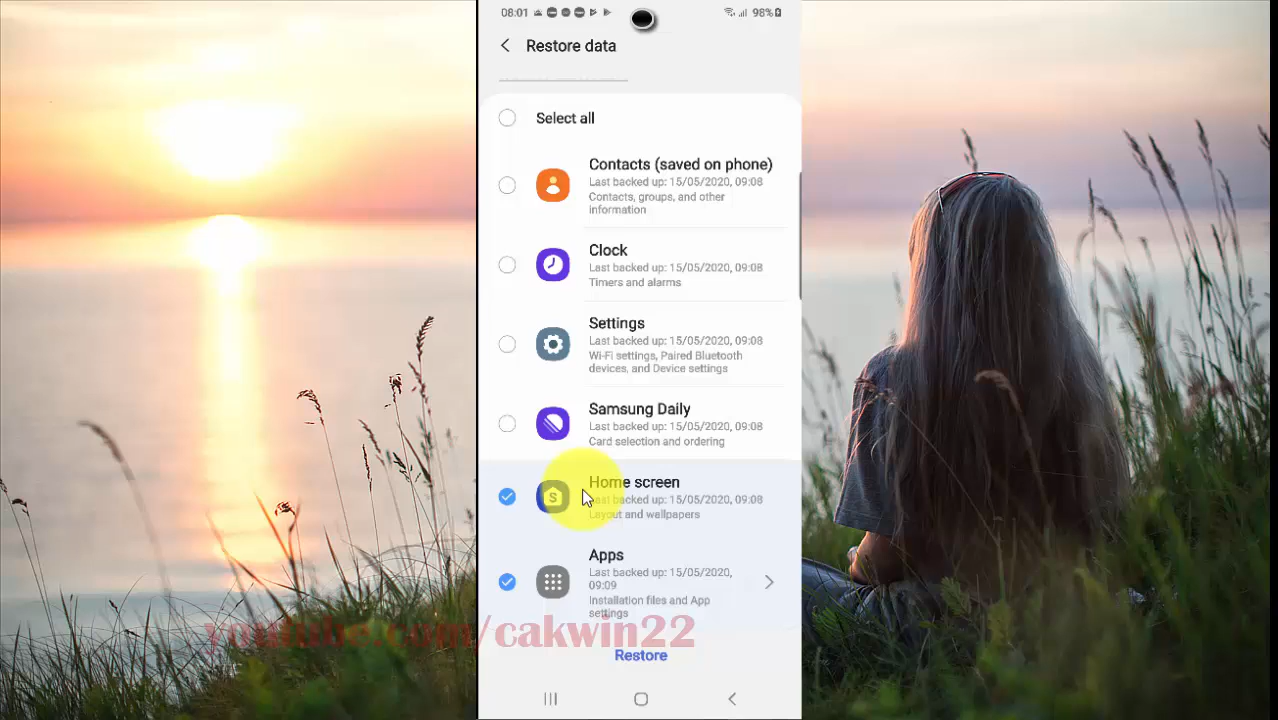 08:01
98%
Restore data
Select all
Contacts (saved on phone)
Last backed up: 15/05/2020, 09:08
Contacts, groups, and other
information
Clock
Last backed up: 15/05/2020, 09:08
Timers and alarms
Settings
Last backed up: 15/05/2020, 09:08
Wi-Fi settings, Paired Bluetooth
devices, and Device settings
Samsung Daily
Last backed up: 15/05/2020, 09:08
Card selection and ordering
Home screen
Last backed up: 15/05/2020, 09:08
Layout and wallpapers
Apps
Last backed up: 15/05/2020,
09:09
Installation files and App
settings
youtube.com/cakwin22
Restore